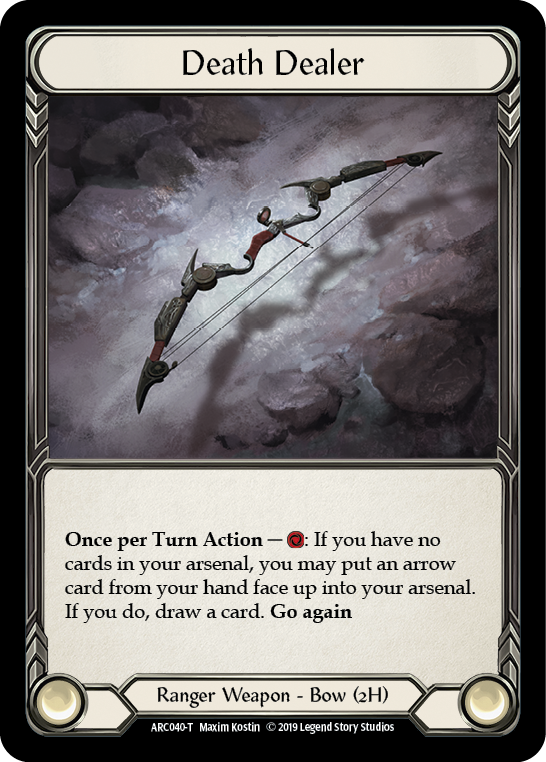 Death Dealer
Once per Turn Action — : If you have no
cards in your arsenal, you may put an arrow
card from your hand face up into your arsenal.
If you do, draw a card. Go again
Ranger Weapon - Bow (2H)
ARC040-T Maxim Kostin © 2019 Legend Story Studios